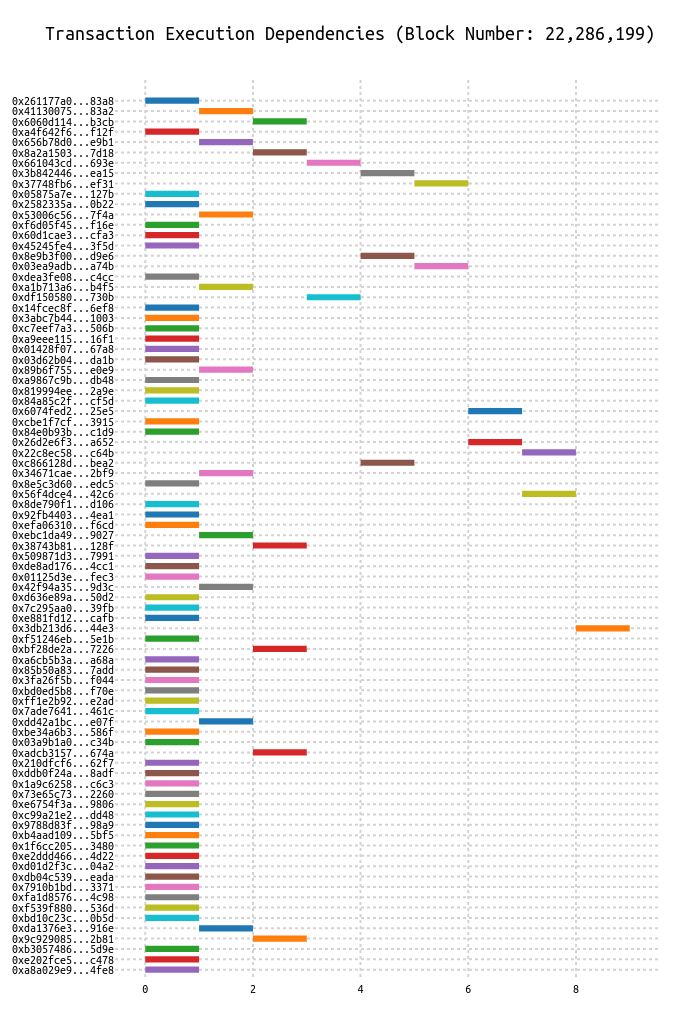 Transaction Execution Dependencies (Block Number: 22,286,199)
0x261177a0...83a8
0x41130075...83a2
0x6060d114...b3cb
0xa4f642f6...f12f
0x656b78d0...e9b1
0x8a2a1503...7d18
0x661043cd...693e
0x3b842446...ea15
0x37748fb6...ef31
0x05875a7e...127b
0x2582335a...0b22
0x53006c56...7f4a
0xf6d05f45...f16e
0x60d1cae3...cfa3
0x45245fe4...3f5d
0x8e9b3f00...d9e6
0x03ea9adb...a74b
0xdea3fe08...c4cc
0xa1b713a6...b4f5
0xdf150580...730b
0x14fcec8f...6ef8
0x3abc7b44...1003
0xc7eef7a3...506b
0xa9eee115...16f1
0x01428f07...67a8
0x03d62b04...da1b
0x89b6f755...e0e9
0xa9867c9b...db48
0x819994ee...2a9e
0x84a85c2f...cf5d
0x6074fed2...25e5
0xcbe1f7cf...3915
0x84e0b93b...c1d9
0x26d2e6f3...a652
0x22c8ec58...c64b
0xc866128d...bea2
0x34671cae...2bf9
0x8e5c3d60...edc5
0x56f4dce4...42c6
0x8de790f1...d106
0x92fb4403...4ea1
0xefa06310...f6cd
0xebc1da49...9027
0x38743b81...128f
0x509871d3...7991
0xde8ad176...4cc1
0x01125d3e...fec3
0x42f94a35...9d3c
0xd636e89a...50d2
0x7c295aa0...39fb
0xe881fd12...cafb
0x3db213d6...44e3
0xf51246eb...5e1b
0xbf28de2a...7226
0xa6cb5b3a...a68a
0x85b50a83...7add
0x3fa26f5b...f044
0xbd0ed5b8...f70e
0xff1e2b92...e2ad
0x7ade7641...461c
0xdd42a1bc...e07f
0xbe34a6b3...586f
0x03a9b1a0...c34b
0xadcb3157...674a
0x210dfcf6...62f7
0xddb0f24a...8adf
0x1a9c6258...c6c3
0x73e65c73...2260
0xe6754f3a...9806
0xc99a21e2...dd48
0x9788d83f...98a9
0xb4aad109...5bf5
0x1f6cc205...3480
0xe2ddd466...4d22
0xd01d2f3c...04a2
0xdb04c539...eada
0x7910b1bd...3371
0xfa1d8576...4c98
0xf539f880...536d
0xbd10c23c...0b5d
0xda1376e3...916e
0x9c929085...2b81
0xb3057486...5d9e
0xe202fce5...c478
0xa8a029e9...4fe8
0 2 4 6 8